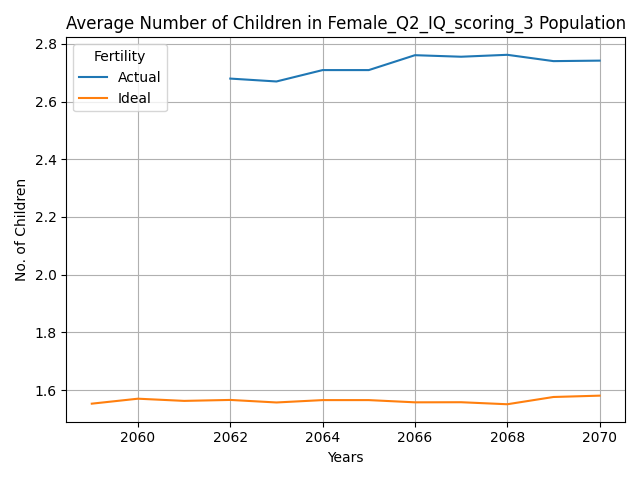 Average Number of Children in Female_Q2_IQ_scoring_3 Population
2.8
2.6
2.4
2.2
2.0
1.8
1.6
No. of Children
Fertility
Actual
Ideal
2060 2062 2064 2066 2068 2070
Years